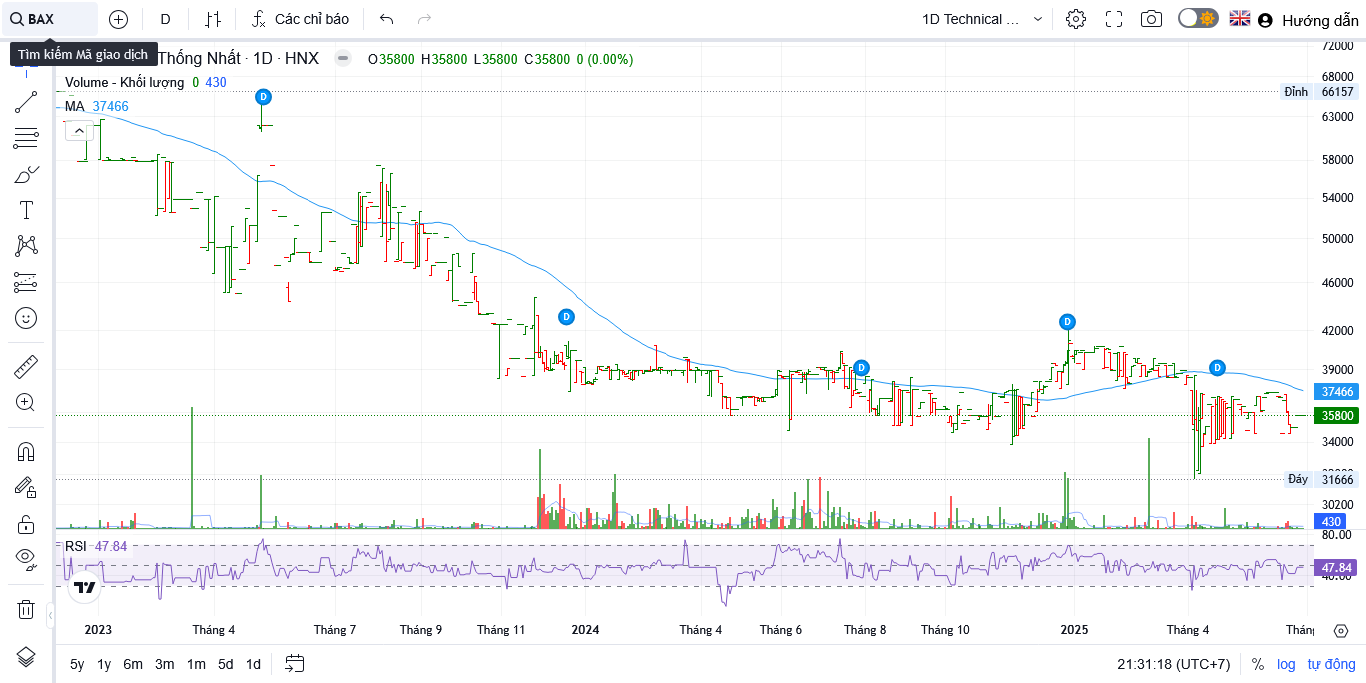 BAX D Các chỉ báo 1D Technical ... Hướng dẫn
Tìm kiếm Mã giao dịch
Thống Nhất · 1D · HNX O35800 H35800 L35800 C35800 0 (0.00%)
Volume - Khối lượng 0 430
MA 37466
72000
68000
Đỉnh 66157
63000
58000
54000
50000
46000
42000
39000
37466
35800
34000
Đáy 31666
30200
430
D
D
D
D
D
80.00
RSI 47.84
47.84
40.00
2023 Tháng 4 Tháng 7 Tháng 9 Tháng 11 2024 Tháng 4 Tháng 6 Tháng 8 Tháng 10 2025 Tháng 4
5y 1y 6m 3m 1m 5d 1d 21:31:18 (UTC+7) % log tự động